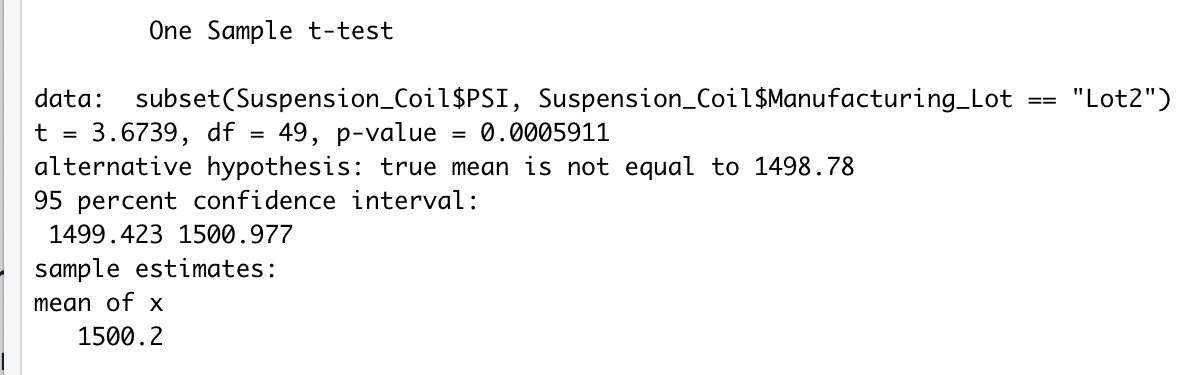 One Sample t-test
data:  subset(Suspension_Coil$PSI, Suspension_Coil$Manufacturing_Lot == "Lot2")
t = 3.6739, df = 49, p-value = 0.0005911
alternative hypothesis: true mean is not equal to 1498.78
95 percent confidence interval:
1499.423 1500.977
sample estimates:
mean of x
1500.2